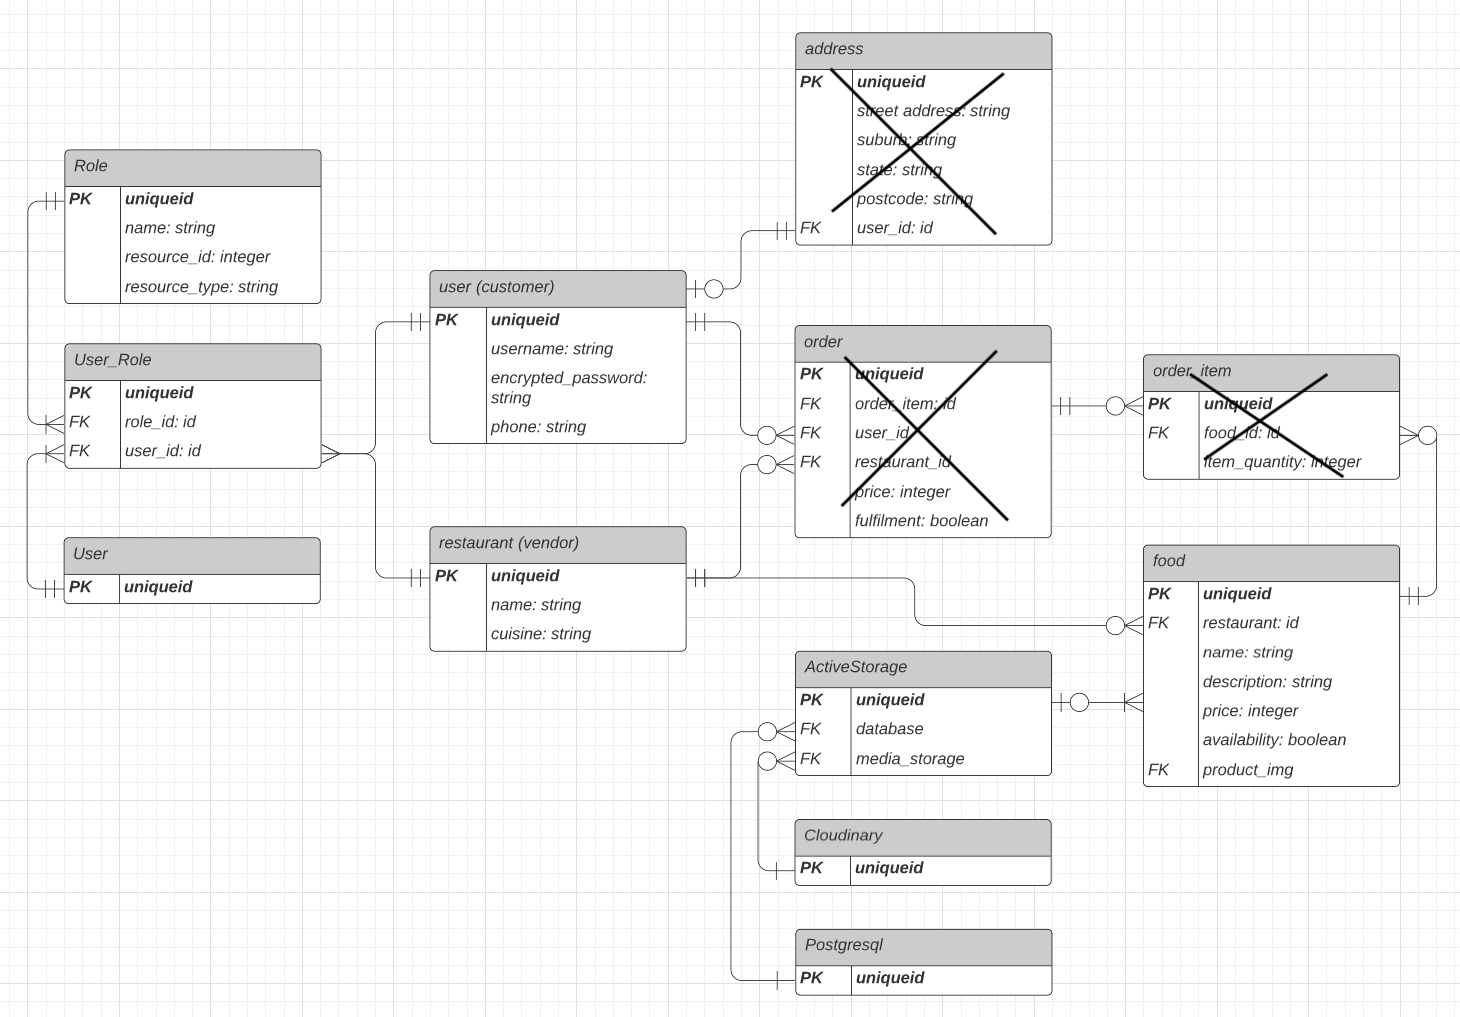 address
PK uniqueid
street address: string
suburb: string
state: string
postcode: string
FK user_id: id
Role
PK uniqueid
name: string
resource_id: integer
resource_type: string
User_Role
PK uniqueid
FK role_id: id
FK user_id: id
User
PK uniqueid
user (customer)
PK uniqueid
username: string
encrypted_password:
string
phone: string
restaurant (vendor)
PK uniqueid
name: string
cuisine: string
order
PK uniqueid
FK order_item: id
FK user_id
FK restaurant_id
price: integer
fulfilment: boolean
order_item
PK uniqueid
FK food_id: id
item_quantity: integer
food
PK uniqueid
FK restaurant: id
name: string
description: string
price: integer
availability: boolean
FK product_img
ActiveStorage
PK uniqueid
FK database
FK media_storage
Cloudinary
PK uniqueid
Postgresql
PK uniqueid